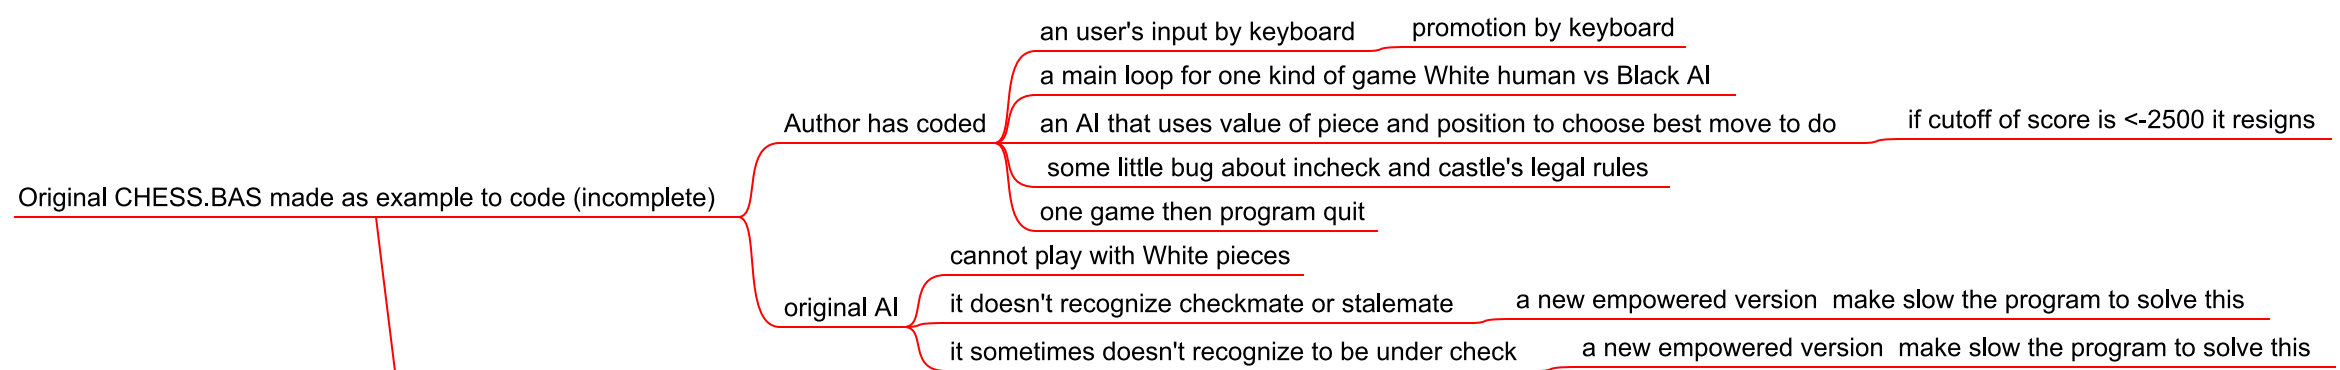 an user's input by keyboard
promotion by keyboard
a main loop for one kind of game White human vs Black AI
Author has coded
an AI that uses value of piece and position to choose best move to do
if cutoff of score is <-2500 it resigns
some little bug about incheck and castle's legal rules
Original CHESS.BAS made as example to code (incomplete)
one game then program quit
cannot play with White pieces
original AI
it doesn't recognize checkmate or stalemate
a new empowered version  make slow the program to solve this
it sometimes doesn't recognize to be under check
a new empowered version  make slow the program to solve this